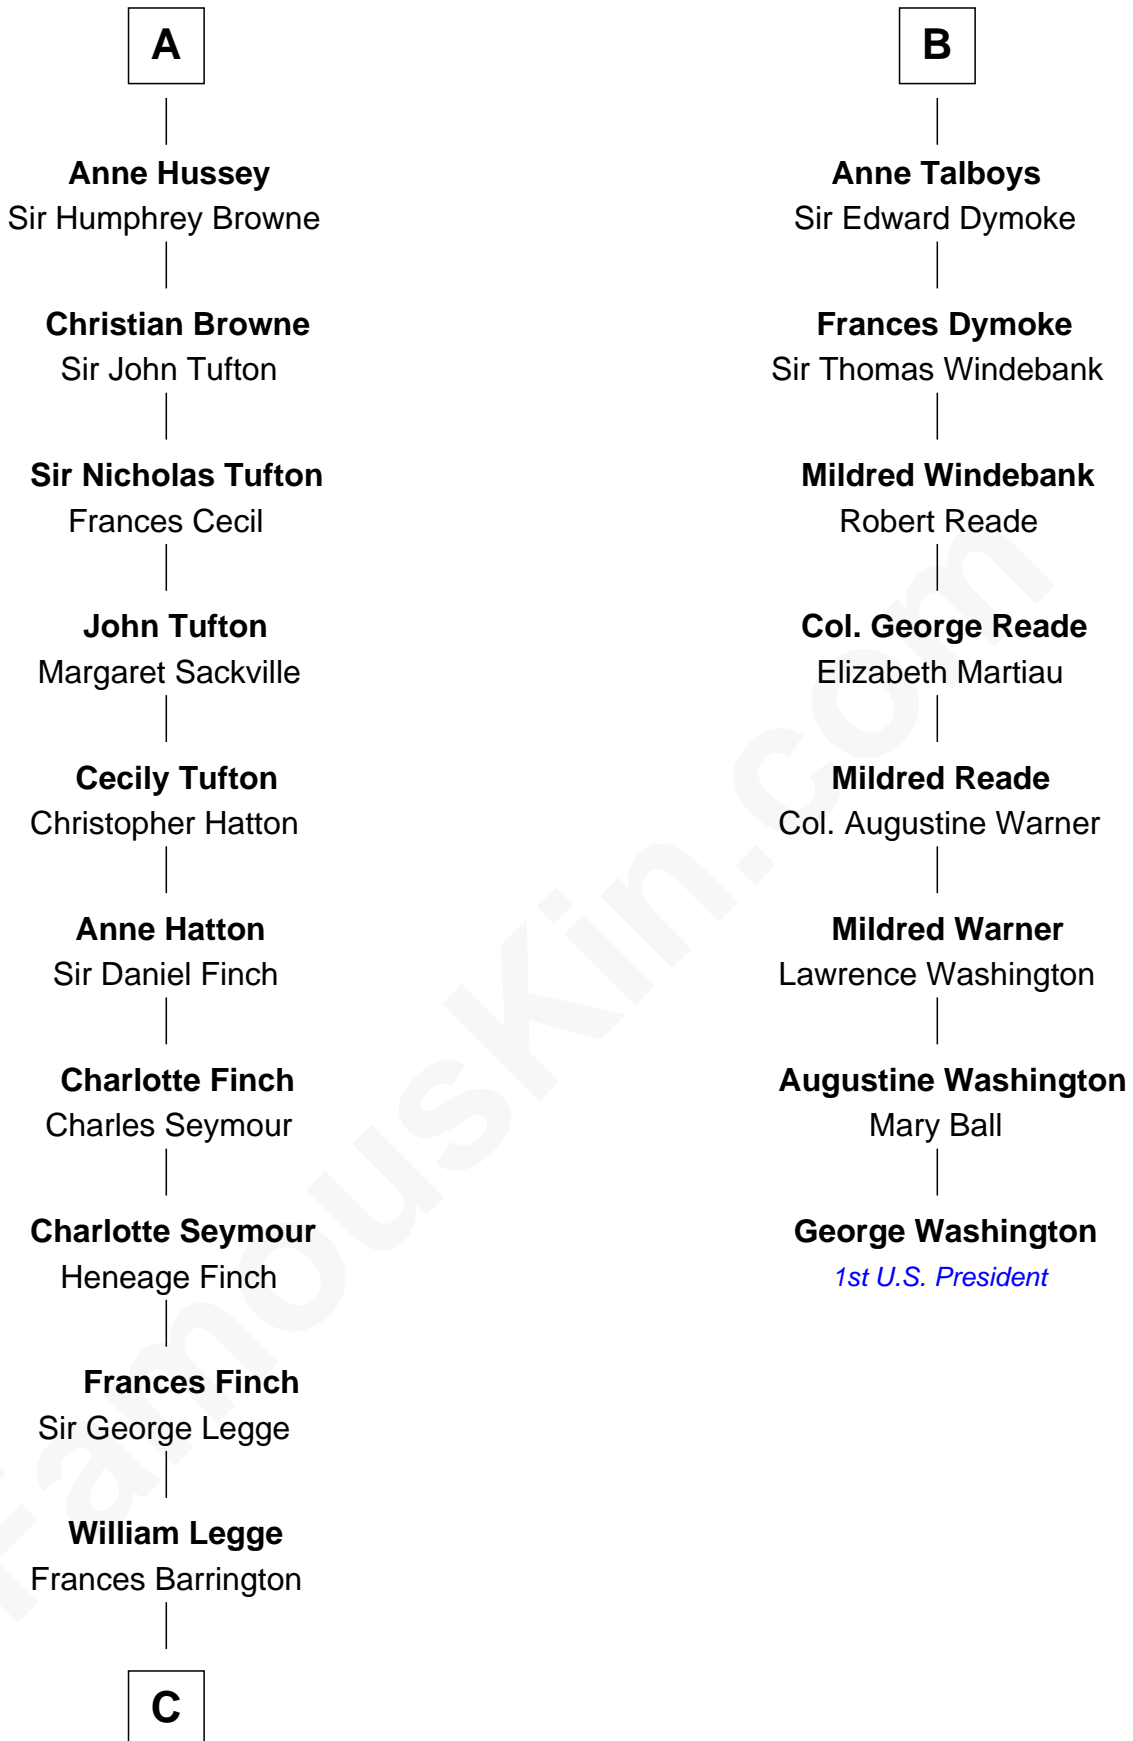 A
Anne Hussey
Sir Humphrey Browne
Christian Browne
Sir John Tufton
Sir Nicholas Tufton
Frances Cecil
John Tufton
Margaret Sackville
Cecily Tufton
Christopher Hatton
Anne Hatton
Sir Daniel Finch
Charlotte Finch
Charles Seymour
Charlotte Seymour
Heneage Finch
Frances Finch
Sir George Legge
William Legge
Frances Barrington
C
B
Anne Talboys
Sir Edward Dymoke
Frances Dymoke
Sir Thomas Windebank
Mildred Windebank
Robert Reade
Col. George Reade
Elizabeth Martiau
Mildred Reade
Col. Augustine Warner
Mildred Warner
Lawrence Washington
Augustine Washington
Mary Ball
George Washington
1st U.S. President
FamousKin.com